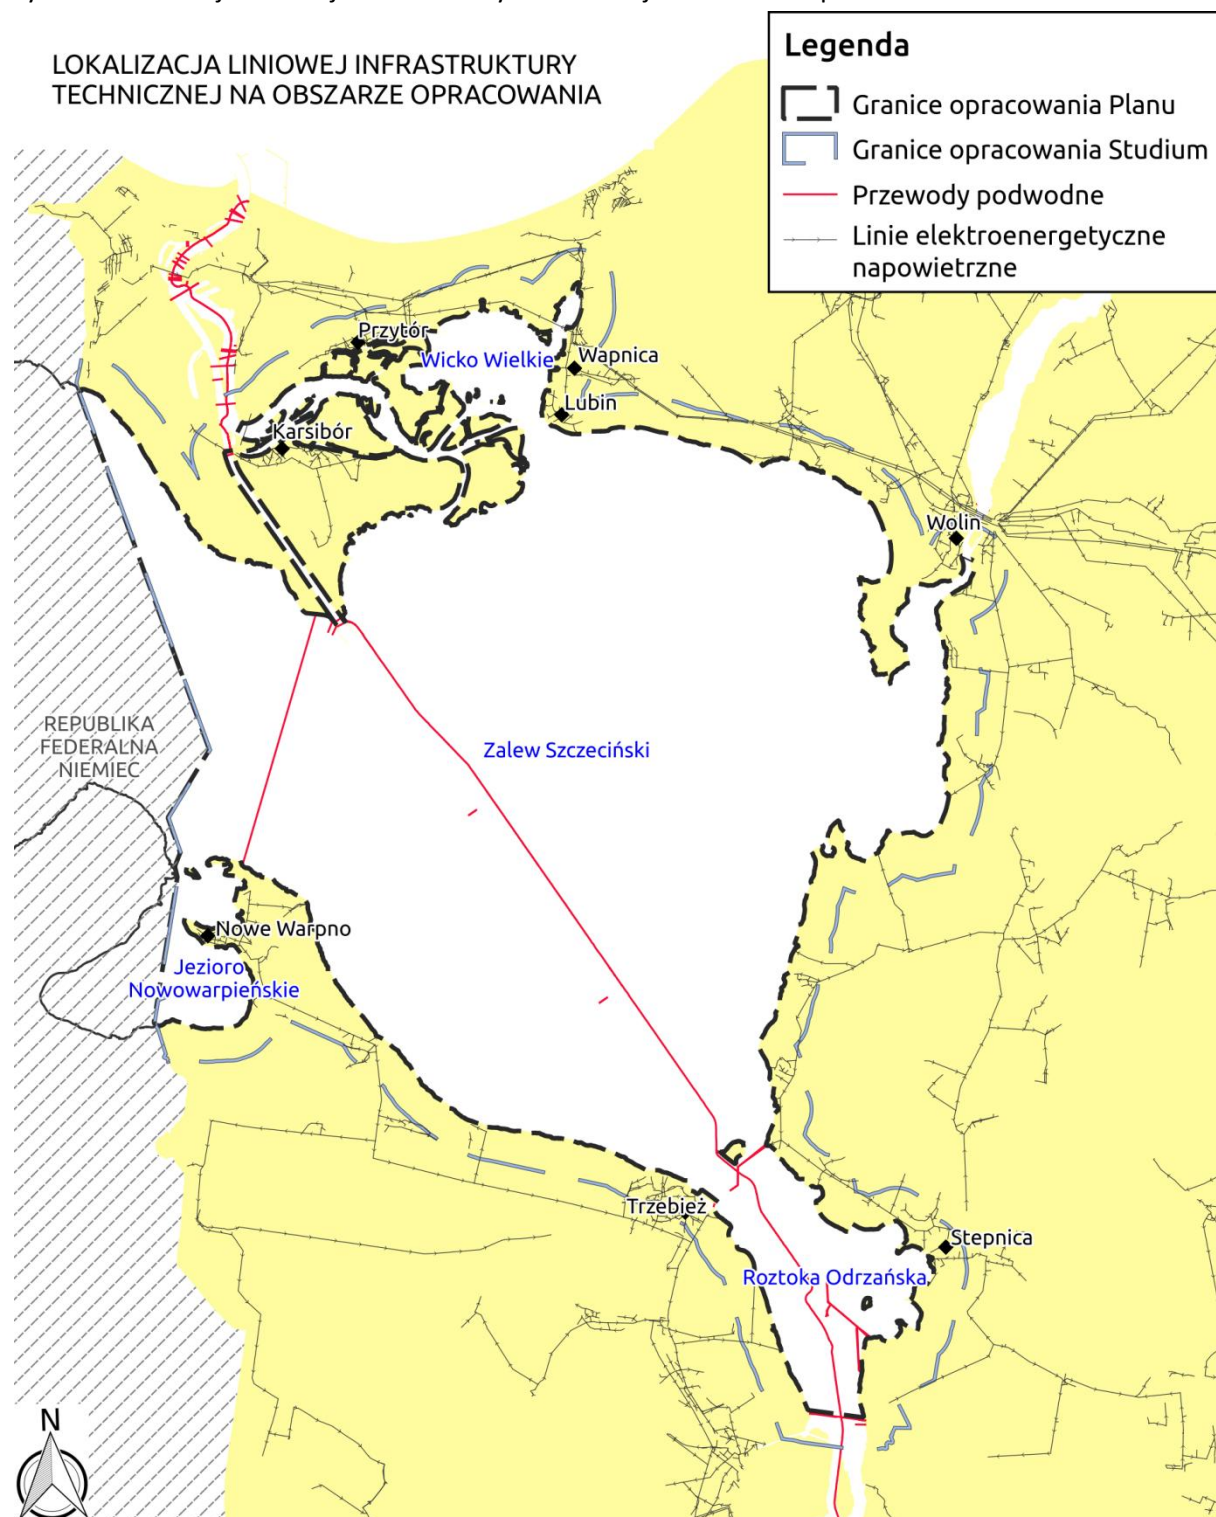 LOKALIZACJA LINIOWEJ INFRASTRUKTURY
TECHNICZNEJ NA OBSZARZE OPRACOWANIA
Legenda
Granice opracowania Planu
Granice opracowania Studium
Przewody podwodne
Linie elektroenergetyczne
napowietrzne
Przytór
Wicko Wielkie
Wapnica
Lubin
Karsibór
Wolin
REPUBLIKA
FEDERALNA
NIEMIEC
Zalew Szczeciński
Nowe Warpno
Jezioro
Nowowarpieńskie
Trzebież
Stepnica
Roztoka Odrzańska
N